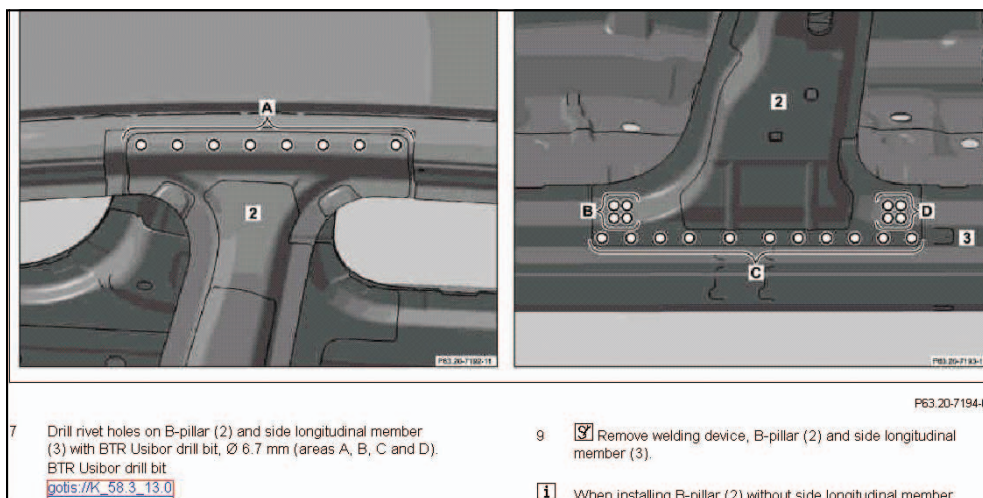 A
2
P63.20-7192-11
2
B
D
3
C
P63.20-7194-
7 Drill rivet holes on B-pillar (2) and side longitudinal member
(3) with BTR Usibor drill bit, Ø 6.7 mm (areas A, B, C and D).
BTR Usibor drill bit
gotis://K_58.3_13.0
9 Remove welding device, B-pillar (2) and side longitudinal
member (3).
i When installing B-pillar (2) without side longitudinal member